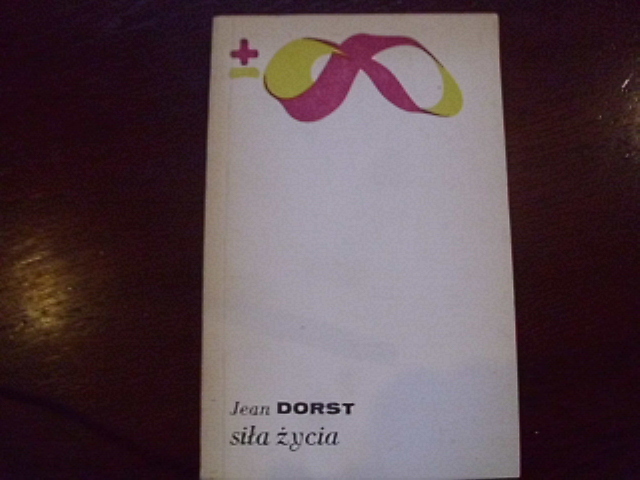 ±∞
Jean DORST
siła życia